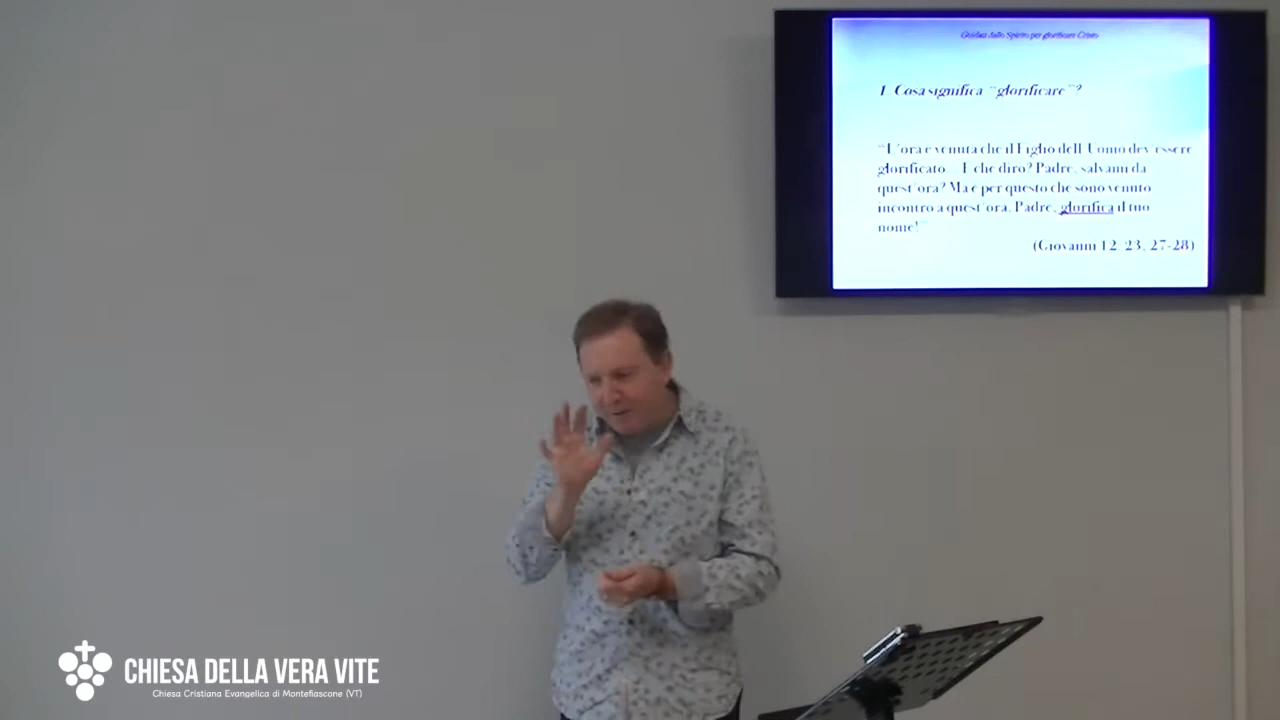 Guidati dallo Spirito per glorificare Cristo
1. Cosa significa “glorificare”?
“L'ora è venuta che il Figlio dell'Uomo dev'essere
glorificato... E che dirò? Padre, salvami da
quest'ora? Ma è per questo che sono venuto
incontro a quest'ora. Padre, glorifica il tuo
nome!”
(Giovanni 12: 23, 27-28)
CHIESA DELLA VERA VITE
Chiesa Cristiana Evangelica di Montefiascone (VT)